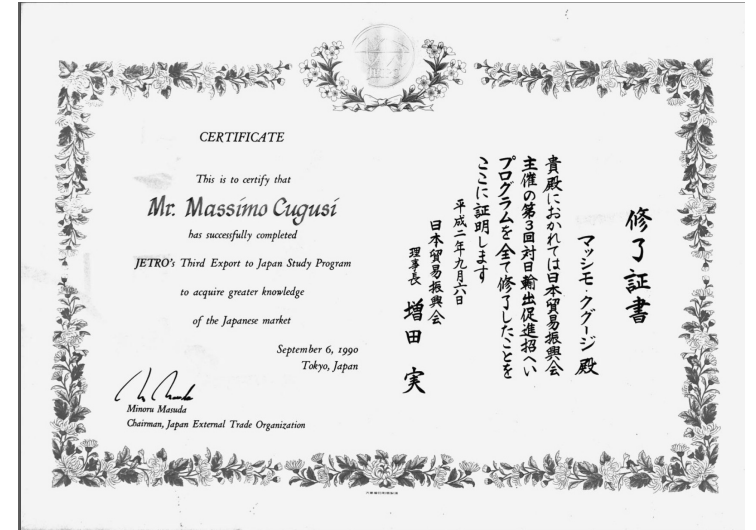 JETRO
CERTIFICATE
This is to certify that
Mr. Massimo Cugusi
has successfully completed
JETRO's Third Export to Japan Study Program
to acquire greater knowledge
of the Japanese market
September 6, 1990
Tokyo, Japan
Minoru Masuda
Chairman, Japan External Trade Organization
修了証書
マッシモ・クグージ 殿
貴殿におかれては日本貿易振興会
主催の第3回対日輸出促進招へい
プログラムを全て修了したことを
ここに証明します
平成二年九月六日
日本貿易振興会
理事長 増田 実